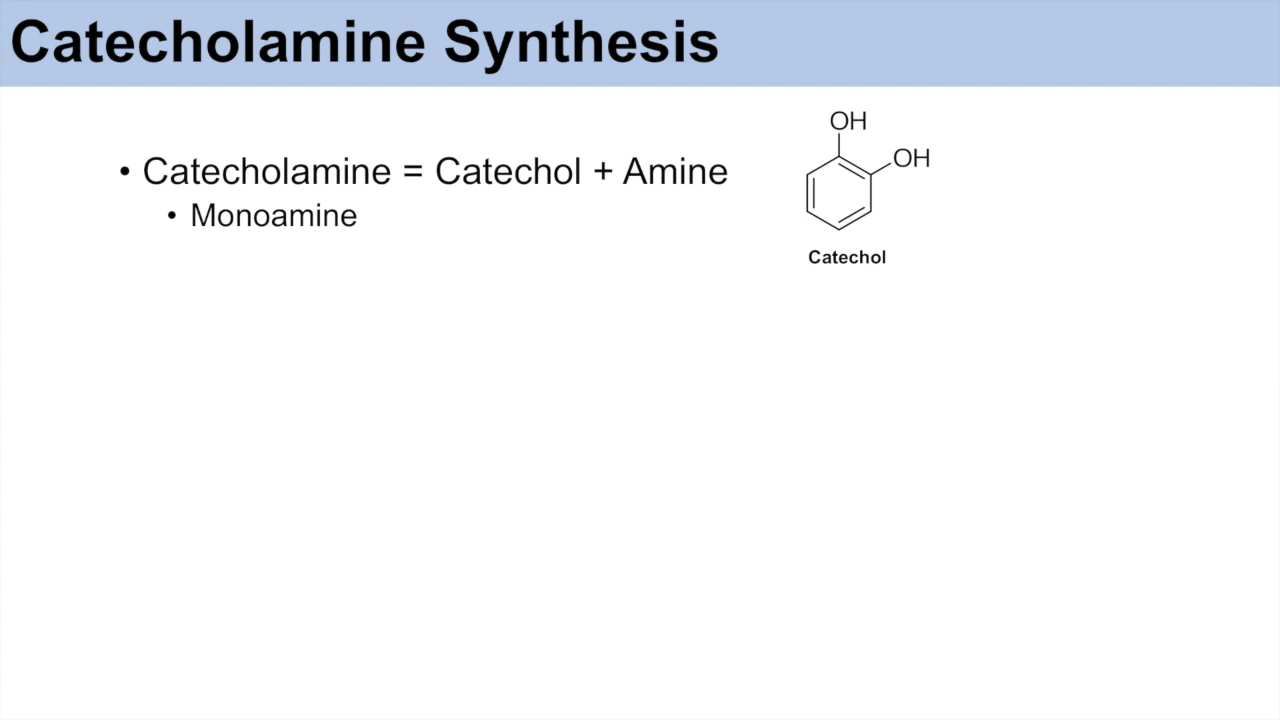 Catecholamine Synthesis
• Catecholamine = Catechol + Amine
• Monoamine
OH
OH
Catechol